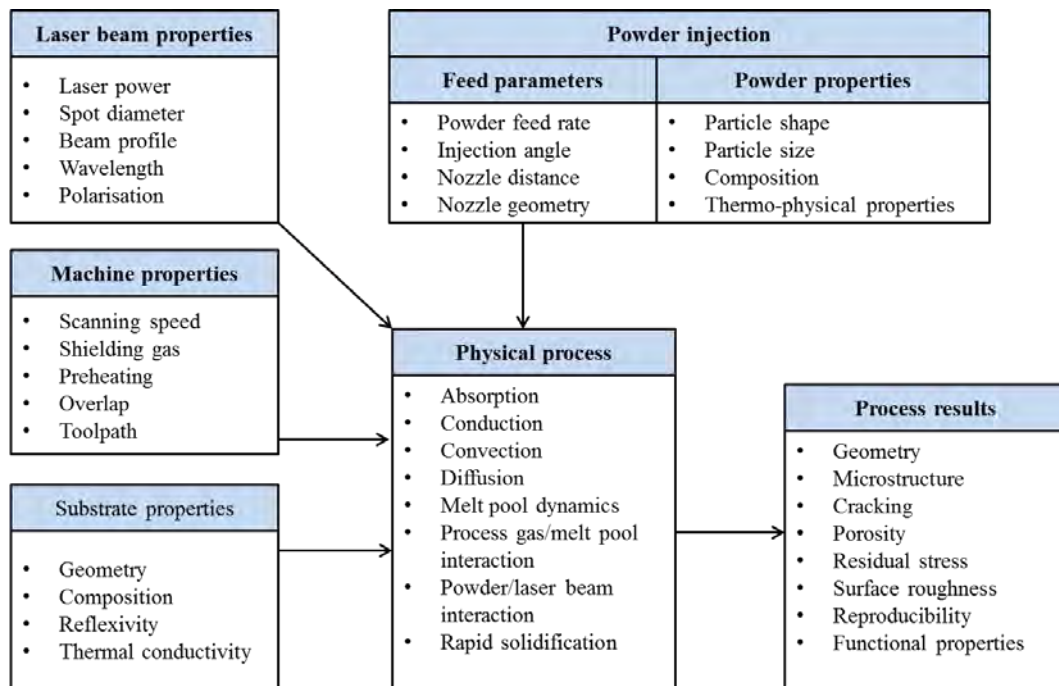 Laser beam properties
• Laser power
• Spot diameter
• Beam profile
• Wavelength
• Polarisation
Powder injection
Feed parameters
• Powder feed rate
• Injection angle
• Nozzle distance
• Nozzle geometry
Powder properties
• Particle shape
• Particle size
• Composition
• Thermo-physical properties
Machine properties
• Scanning speed
• Shielding gas
• Preheating
• Overlap
• Toolpath
Substrate properties
• Geometry
• Composition
• Reflexivity
• Thermal conductivity
Physical process
• Absorption
• Conduction
• Convection
• Diffusion
• Melt pool dynamics
• Process gas/melt pool
interaction
• Powder/laser beam
interaction
• Rapid solidification
Process results
• Geometry
• Microstructure
• Cracking
• Porosity
• Residual stress
• Surface roughness
• Reproducibility
• Functional properties